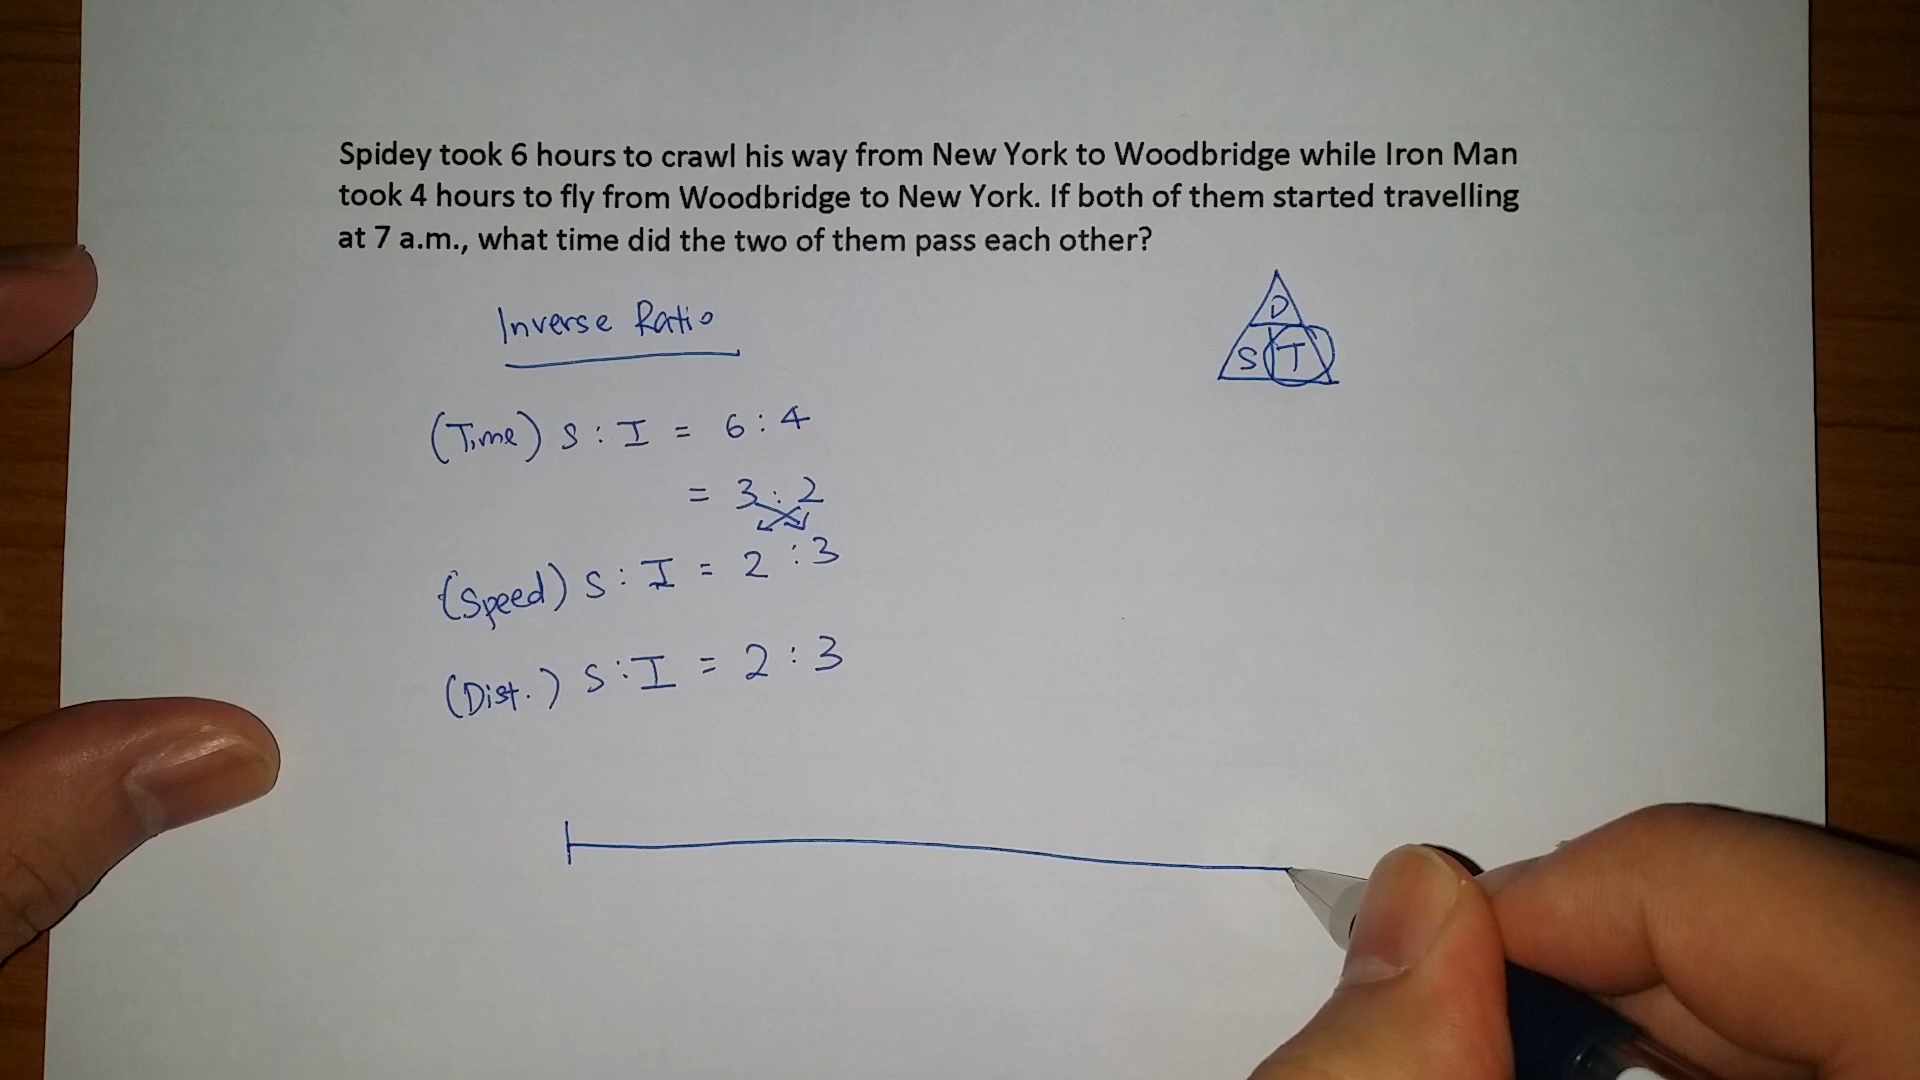 Spidey took 6 hours to crawl his way from New York to Woodbridge while Iron Man
took 4 hours to fly from Woodbridge to New York. If both of them started travelling
at 7 a.m., what time did the two of them pass each other?
Inverse Ratio
D
S T
(Time) S : I = 6 : 4
= 3 : 2
(Speed) S : I = 2 : 3
(Dist.) S : I = 2 : 3